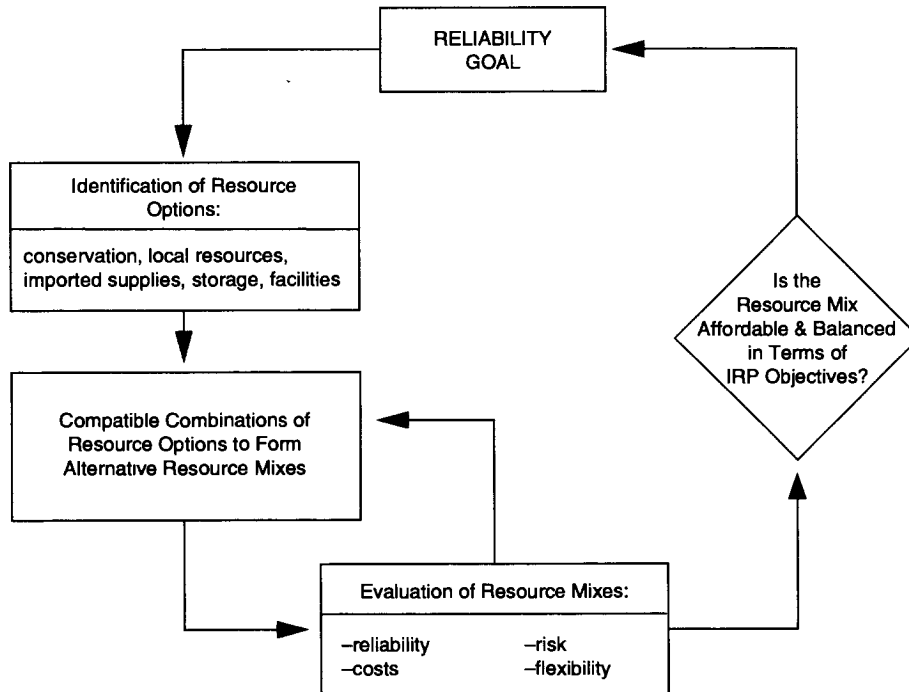 RELIABILITY
GOAL
Identification of Resource
Options:
conservation, local resources,
imported supplies, storage, facilities
Is the
Resource Mix
Affordable & Balanced
in Terms of
IRP Objectives?
Compatible Combinations of
Resource Options to Form
Alternative Resource Mixes
Evaluation of Resource Mixes:
–reliability –risk
–costs –flexibility